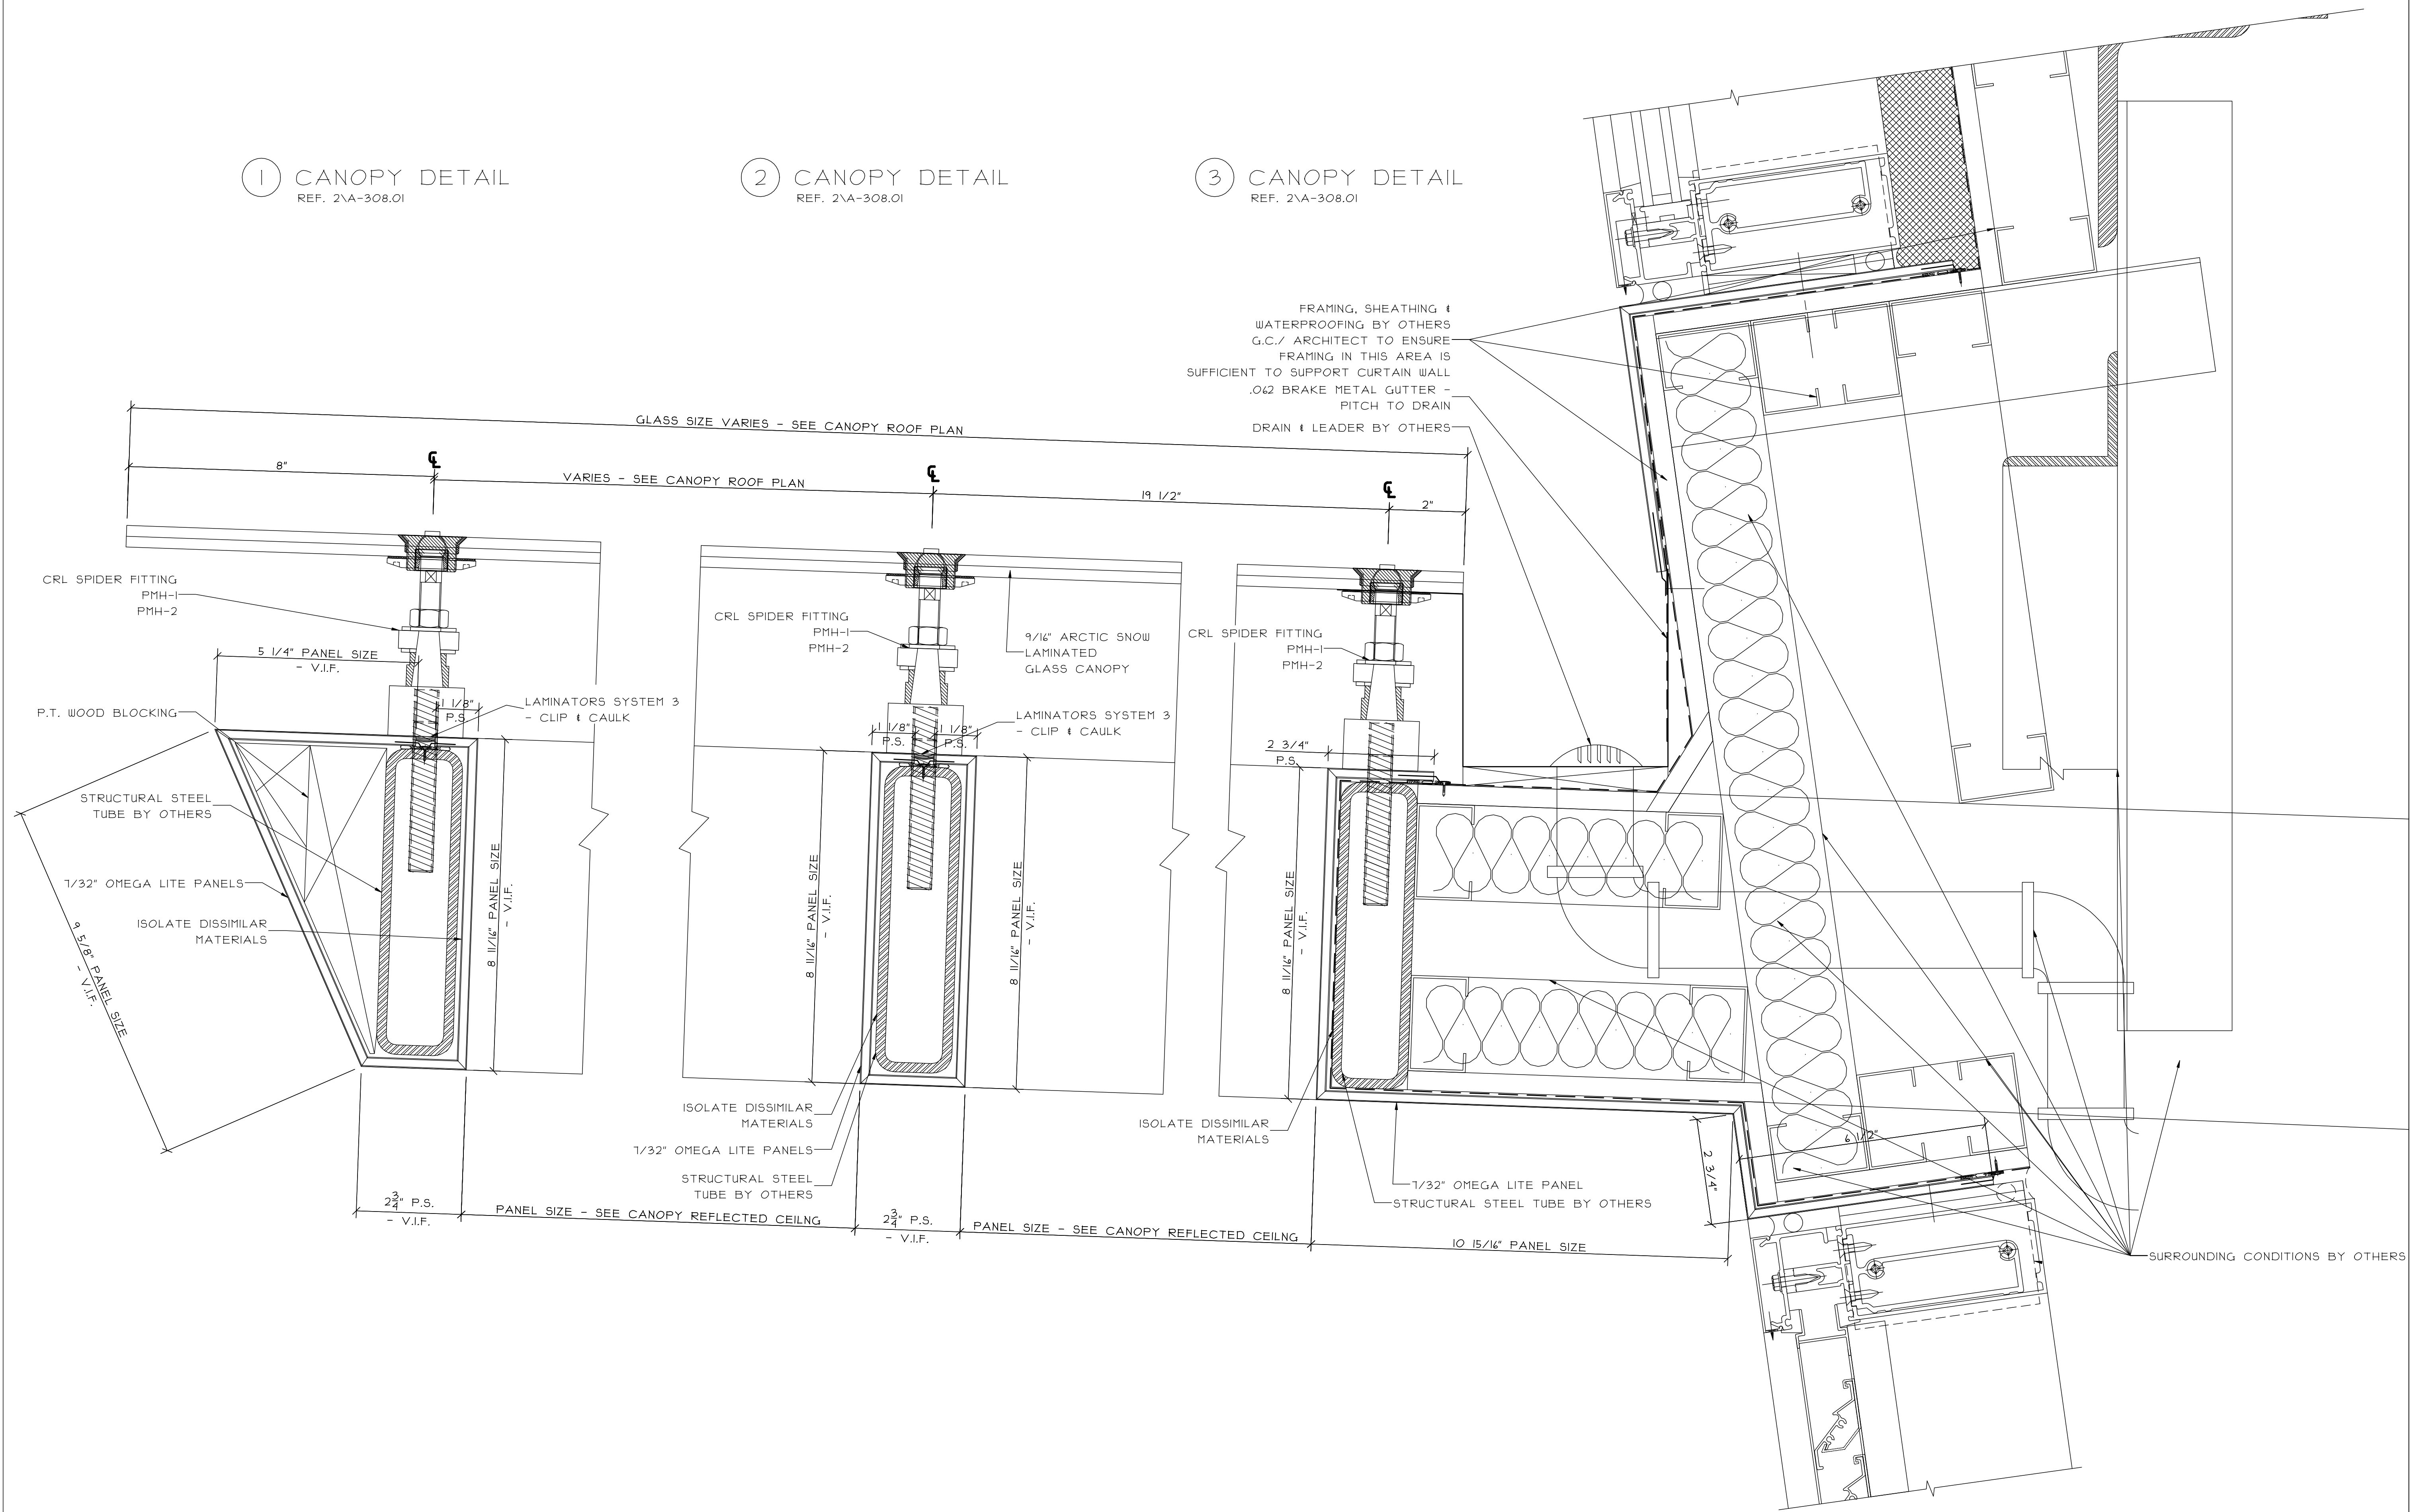 1 CANOPY DETAIL
REF. 2\A-308.01
2 CANOPY DETAIL
REF. 2\A-308.01
3 CANOPY DETAIL
REF. 2\A-308.01
FRAMING, SHEATHING &
WATERPROOFING BY OTHERS
G.C./ ARCHITECT TO ENSURE
FRAMING IN THIS AREA IS
SUFFICIENT TO SUPPORT CURTAIN WALL
.062 BRAKE METAL GUTTER -
PITCH TO DRAIN
DRAIN & LEADER BY OTHERS
GLASS SIZE VARIES - SEE CANOPY ROOF PLAN
8"
CL
VARIES - SEE CANOPY ROOF PLAN
CL
19 1/2"
CL
2"
CRL SPIDER FITTING
PMH-1
PMH-2
5 1/4" PANEL SIZE
- V.I.F.
P.T. WOOD BLOCKING
1 1/8"
P.S.
LAMINATORS SYSTEM 3
- CLIP & CAULK
STRUCTURAL STEEL
TUBE BY OTHERS
7/32" OMEGA LITE PANELS
ISOLATE DISSIMILAR
MATERIALS
9 5/8" PANEL SIZE
- V.I.F.
8 11/16" PANEL SIZE
- V.I.F.
2 3/4" P.S.
- V.I.F.
PANEL SIZE - SEE CANOPY REFLECTED CEILNG
CRL SPIDER FITTING
PMH-1
PMH-2
9/16" ARCTIC SNOW
LAMINATED
GLASS CANOPY
1 1/8"
P.S.
1 1/8"
P.S.
LAMINATORS SYSTEM 3
- CLIP & CAULK
8 11/16" PANEL SIZE
- V.I.F.
8 11/16" PANEL SIZE
- V.I.F.
ISOLATE DISSIMILAR
MATERIALS
7/32" OMEGA LITE PANELS
STRUCTURAL STEEL
TUBE BY OTHERS
2 3/4" P.S.
- V.I.F.
PANEL SIZE - SEE CANOPY REFLECTED CEILNG
CRL SPIDER FITTING
PMH-1
PMH-2
2 3/4"
P.S.
8 11/16" PANEL SIZE
- V.I.F.
ISOLATE DISSIMILAR
MATERIALS
7/32" OMEGA LITE PANEL
STRUCTURAL STEEL TUBE BY OTHERS
10 15/16" PANEL SIZE
2 3/4"
6 1/2"
SURROUNDING CONDITIONS BY OTHERS